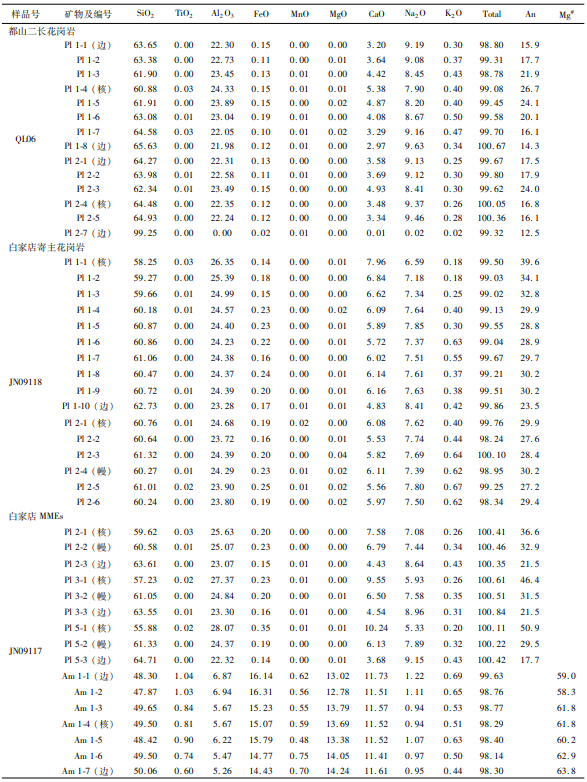 样品号 矿物及编号 SiO2 TiO2 Al2O3 FeO MnO MgO CaO Na2O K2O Total An Mg#
都山二长花岗岩
Pl 1-1（边） 63.65 0.00 22.30 0.15 0.00 0.00 3.20 9.19 0.30 98.80 15.9
Pl 1-2 63.38 0.00 22.73 0.11 0.00 0.01 3.64 9.08 0.37 99.31 17.7
Pl 1-3 61.90 0.00 23.45 0.13 0.01 0.00 4.42 8.45 0.43 98.78 21.9
Pl 1-4（核） 60.88 0.03 24.33 0.15 0.01 0.00 5.38 7.90 0.40 99.08 26.7
Pl 1-5 61.91 0.00 23.89 0.15 0.00 0.02 4.87 8.20 0.40 99.45 24.1
Pl 1-6 63.08 0.01 23.04 0.19 0.01 0.00 4.08 8.67 0.50 99.58 20.1
Pl 1-7 64.58 0.03 22.05 0.10 0.00 0.02 3.29 9.16 0.47 99.70 16.1
QL06 Pl 1-8（边） 65.63 0.00 21.98 0.12 0.01 0.00 2.97 9.63 0.34 100.67 14.3
Pl 2-1（边） 64.27 0.01 22.31 0.13 0.00 0.01 3.58 9.13 0.25 99.67 17.5
Pl 2-2 63.98 0.01 22.58 0.11 0.01 0.00 3.69 9.12 0.30 99.80 17.9
Pl 2-3 62.34 0.01 23.49 0.15 0.00 0.00 4.93 8.41 0.30 99.62 24.0
Pl 2-4（核） 64.48 0.00 22.35 0.12 0.00 0.00 3.48 9.37 0.26 100.05 16.8
Pl 2-5 64.93 0.00 22.24 0.12 0.00 0.00 3.34 9.46 0.28 100.36 16.1
Pl 2-7（边） 99.25 0.01 0.00 0.02 0.01 0.00 0.01 0.02 0.02 99.32 12.5
白家店寄主花岗岩
Pl 1-1（核） 58.25 0.03 26.35 0.14 0.00 0.01 7.96 6.59 0.18 99.50 39.6
Pl 1-2 59.27 0.00 25.39 0.18 0.00 0.00 6.84 7.18 0.18 99.03 34.1
Pl 1-3 59.66 0.01 24.99 0.15 0.00 0.00 6.62 7.34 0.25 99.02 32.8
Pl 1-4 60.18 0.01 24.57 0.23 0.00 0.02 6.09 7.64 0.40 99.13 29.9
Pl 1-5 60.87 0.00 24.40 0.23 0.00 0.01 5.89 7.85 0.30 99.55 28.8
Pl 1-6 60.86 0.00 24.23 0.22 0.00 0.01 5.72 7.37 0.63 99.04 28.9
Pl 1-7 61.06 0.00 24.38 0.16 0.00 0.00 6.02 7.51 0.55 99.67 29.7
Pl 1-8 60.47 0.00 24.37 0.24 0.00 0.01 6.14 7.61 0.37 99.21 30.2
JN09118 Pl 1-9 60.72 0.01 24.39 0.20 0.00 0.01 6.16 7.63 0.38 99.51 30.2
Pl 1-10（边） 62.73 0.00 23.28 0.17 0.01 0.01 4.83 8.41 0.42 99.86 23.5
Pl 2-1（核） 60.76 0.01 24.68 0.19 0.02 0.00 6.08 7.62 0.40 99.76 29.9
Pl 2-2 60.64 0.00 23.72 0.16 0.00 0.01 5.53 7.74 0.44 98.24 27.6
Pl 2-3 61.32 0.00 24.39 0.20 0.00 0.04 5.82 7.69 0.64 100.10 28.4
Pl 2-4（幔） 60.27 0.01 24.29 0.23 0.01 0.02 6.11 7.39 0.62 98.95 30.2
Pl 2-5 61.01 0.02 23.90 0.25 0.01 0.02 5.56 7.80 0.67 99.25 27.2
Pl 2-6 60.24 0.00 23.80 0.19 0.00 0.02 5.97 7.50 0.62 98.34 29.4
白家店 MMEs
Pl 2-1（核） 59.62 0.03 25.63 0.20 0.00 0.00 7.58 7.08 0.26 100.41 36.6
Pl 2-2（幔） 60.58 0.01 25.07 0.23 0.00 0.00 6.79 7.44 0.34 100.46 32.9
Pl 2-3（边） 63.61 0.00 23.07 0.15 0.01 0.00 4.43 8.64 0.43 100.35 21.5
Pl 3-1（核） 57.23 0.02 27.37 0.23 0.00 0.00 9.55 5.93 0.26 100.61 46.4
Pl 3-2（幔） 61.05 0.00 24.84 0.20 0.00 0.00 6.50 7.58 0.35 100.51 31.5
Pl 3-3（边） 63.55 0.01 23.30 0.16 0.01 0.00 4.54 8.96 0.31 100.84 21.5
Pl 5-1（核） 55.88 0.02 28.07 0.35 0.01 0.01 10.24 5.33 0.20 100.11 50.9
JN09117 Pl 5-2（幔） 61.33 0.00 24.37 0.19 0.00 0.00 6.13 7.89 0.32 100.22 29.5
Pl 5-3（边） 64.71 0.00 22.32 0.14 0.00 0.01 3.68 9.15 0.43 100.42 17.7
Am 1-1（边） 48.30 1.04 6.87 16.14 0.62 13.02 11.73 1.22 0.69 99.63 59.0
Am 1-2 47.87 1.03 6.94 16.31 0.56 12.78 11.51 1.11 0.65 98.76 58.3
Am 1-3 49.65 0.84 5.67 15.23 0.55 13.79 11.57 0.94 0.53 98.77 61.8
Am 1-4（核） 49.50 0.81 5.67 15.07 0.59 13.69 11.52 0.94 0.51 98.29 61.8
Am 1-5 48.42 0.90 6.22 15.79 0.48 13.38 11.52 1.07 0.63 98.40 60.2
Am 1-6 49.50 0.74 5.47 14.77 0.75 14.05 11.41 0.97 0.50 98.14 62.9
Am 1-7（边） 50.06 0.60 5.26 14.43 0.70 14.24 11.61 0.95 0.44 98.30 63.8